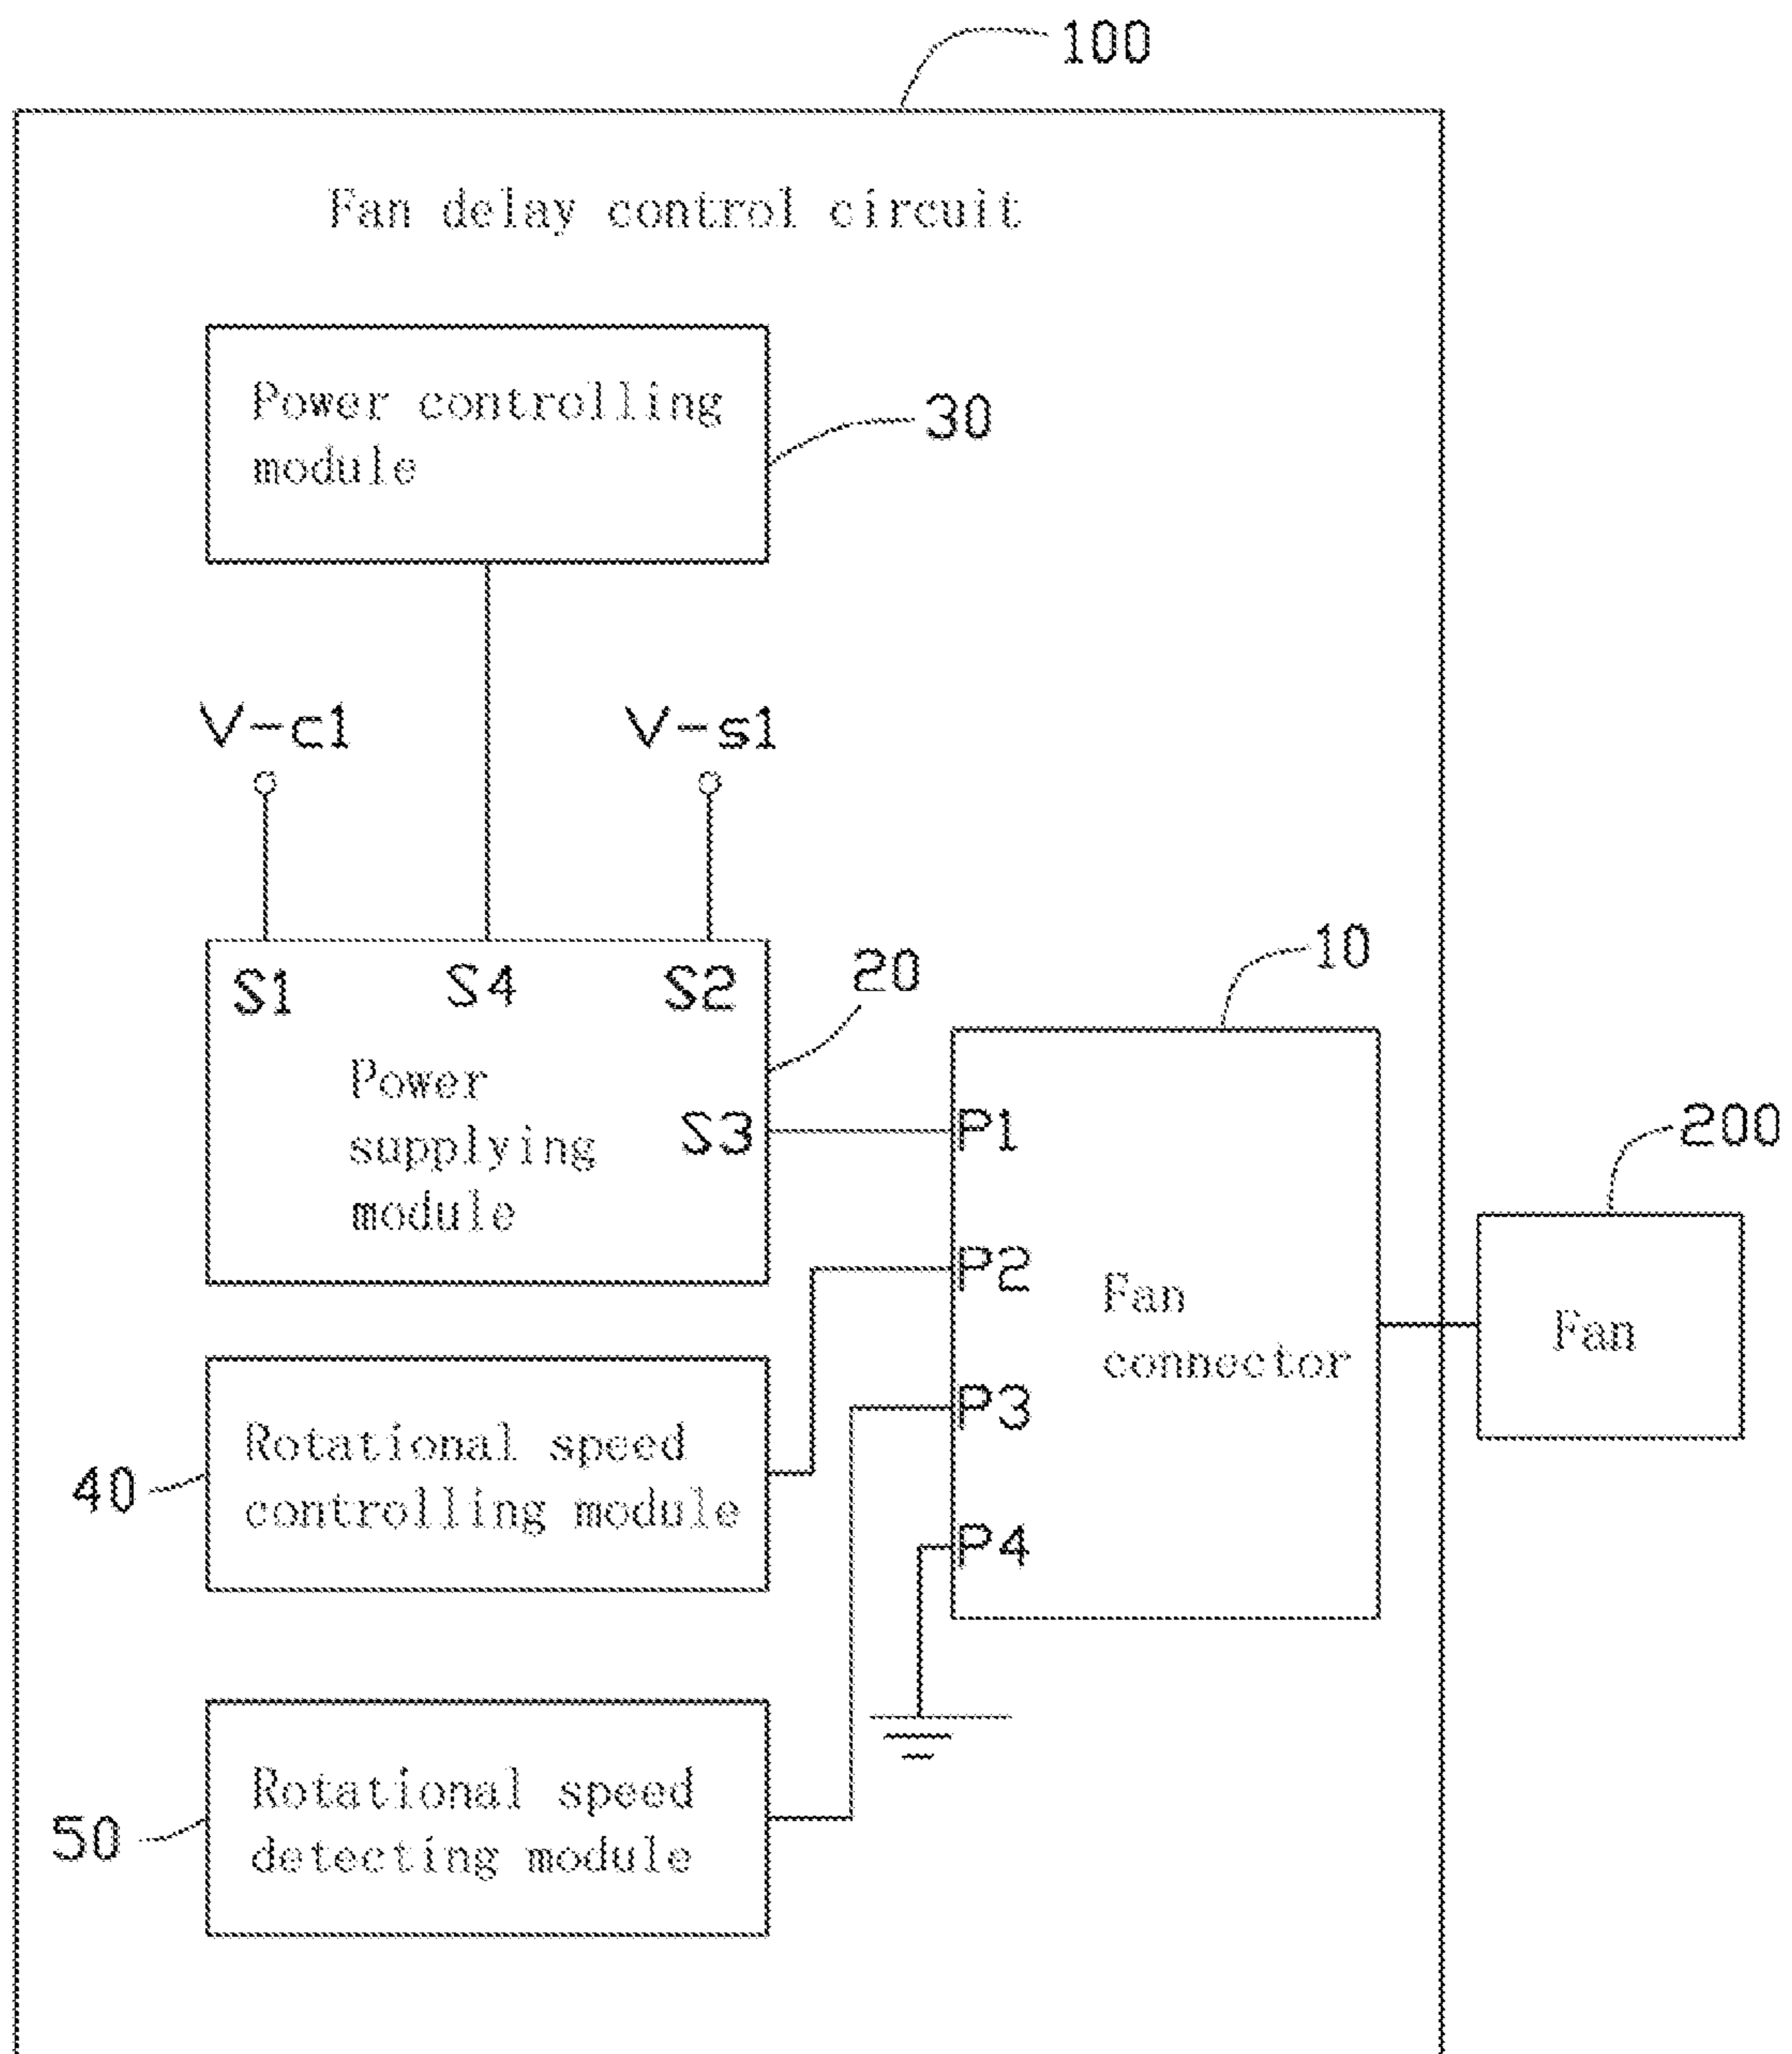 100
Fan delay control circuit
Power controlling
module
30
V-c1
V-s1
S1
S4
S2
20
10
Power
supplying
module
S3
P1
200
P2
Fan
connector
Fan
P3
Rotational speed
controlling module
40
P4
Rotational speed
detecting module
50